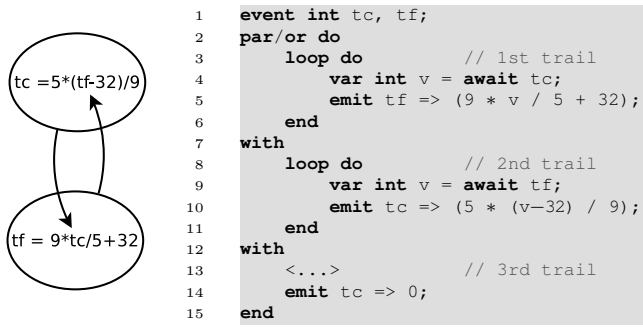 tc =5*(tf-32)/9
tf = 9*tc/5+32
1 event int tc, tf;
2 par/or do
3 loop do // 1st trail
4 var int v = await tc;
5 emit tf => (9 * v / 5 + 32);
6 end
7 with
8 loop do // 2nd trail
9 var int v = await tf;
10 emit tc => (5 * (v−32) / 9);
11 end
12 with
13 <...> // 3rd trail
14 emit tc => 0;
15 end